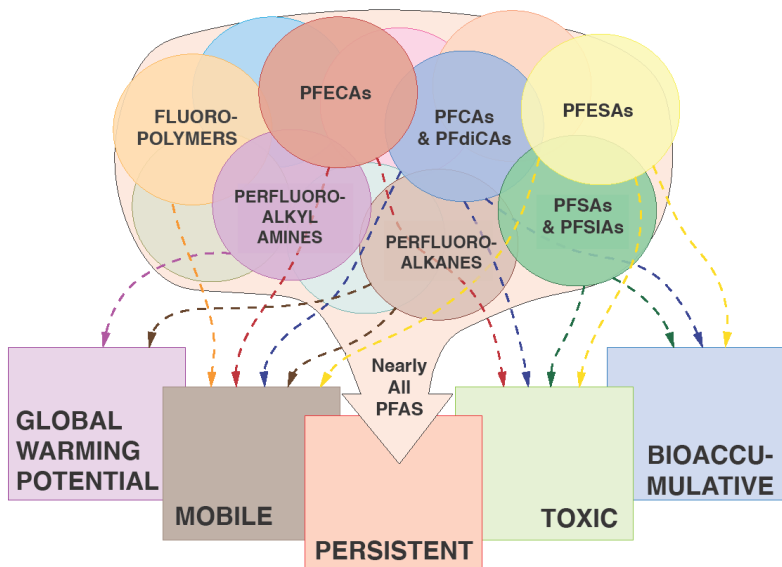 PFECAs
FLUORO-
POLYMERS
PFCAs
& PFdiCAs
PFESAs
PERFLUORO-
ALKYL
AMINES
PERFLUORO-
ALKANES
PFSAs
& PFSIAs
Nearly
All
PFAS
GLOBAL
WARMING
POTENTIAL
MOBILE
PERSISTENT
TOXIC
BIOACCU-
MULATIVE